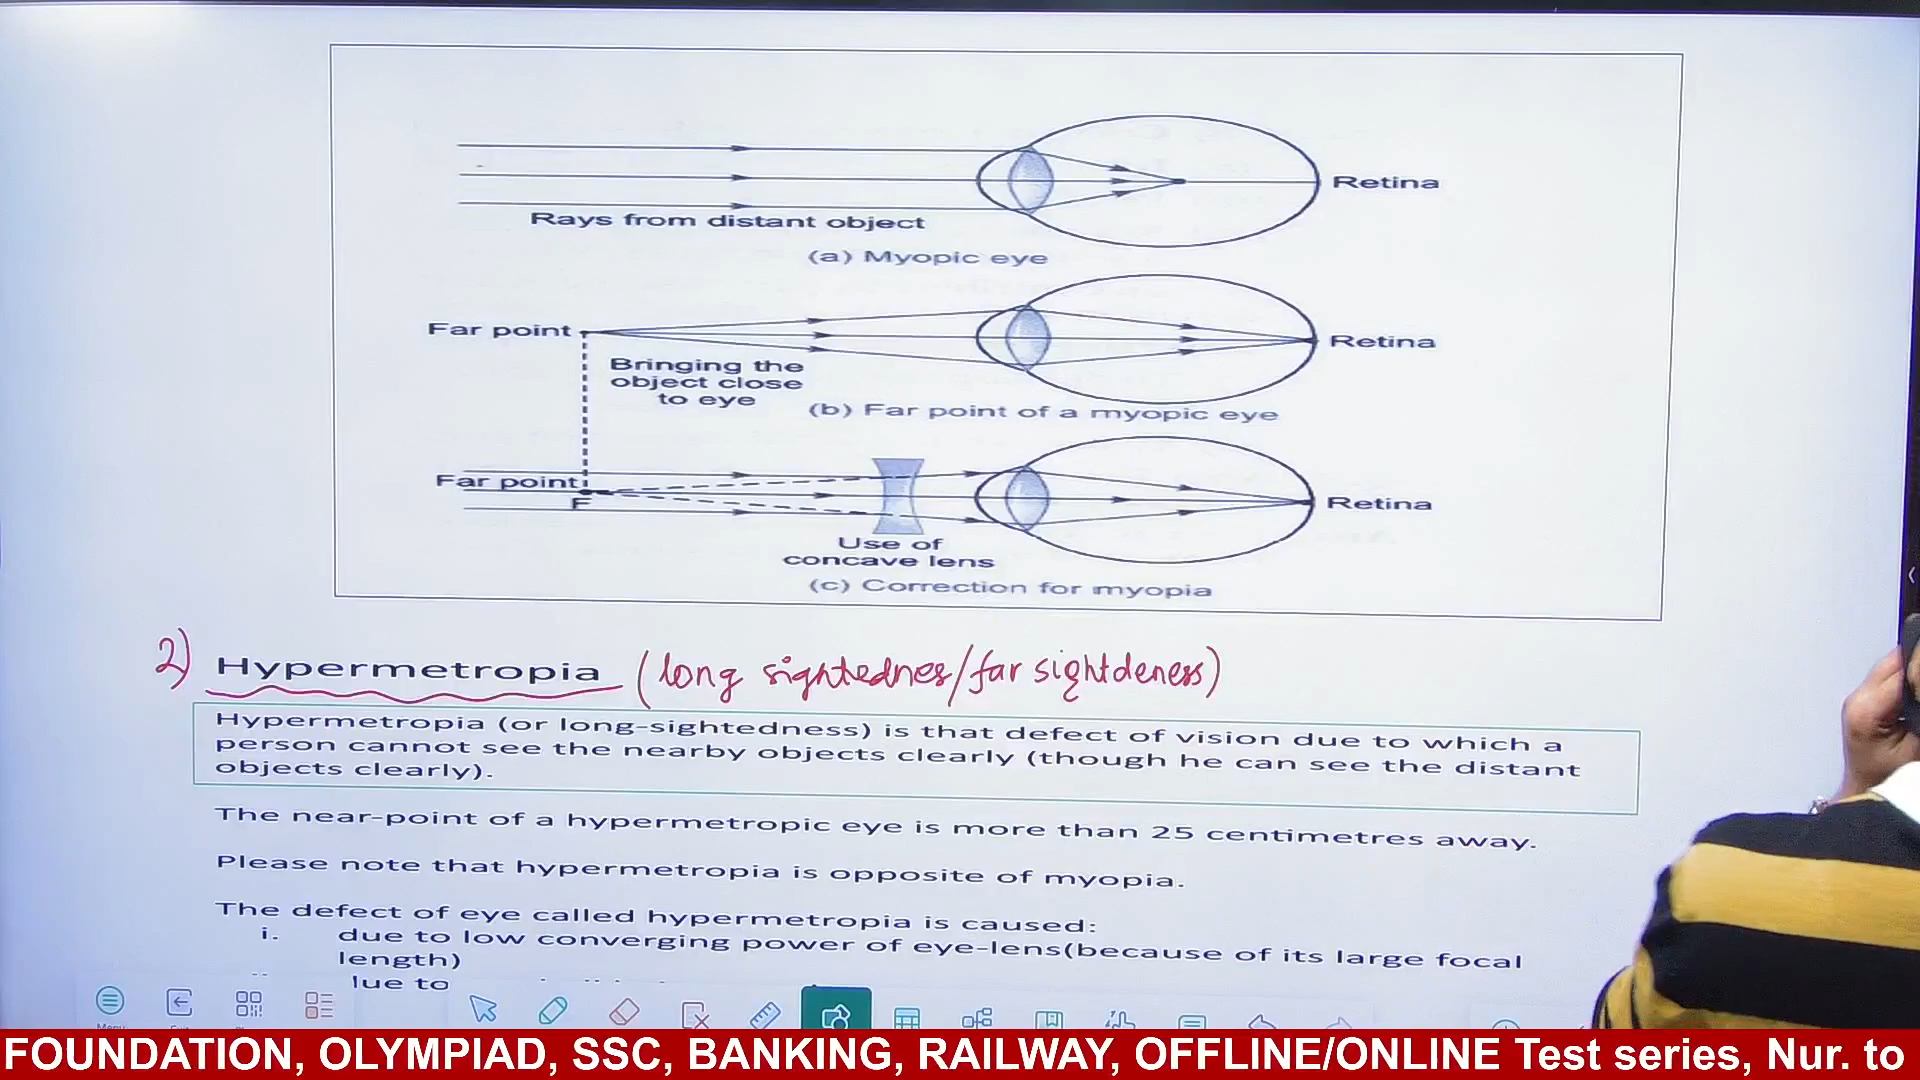 Retina
Rays from distant object
(a) Myopic eye
Far point
Retina
Bringing the
object close
to eye
(b) Far point of a myopic eye
Far point
F
Retina
Use of
concave lens
(c) Correction for myopia
2) Hypermetropia (long sightednes/far sightdeness)
Hypermetropia (or long-sightedness) is that defect of vision due to which a
person cannot see the nearby objects clearly (though he can see the distant
objects clearly).
The near-point of a hypermetropic eye is more than 25 centimetres away.
Please note that hypermetropia is opposite of myopia.
The defect of eye called hypermetropia is caused:
i. due to low converging power of eye-lens(because of its large focal
length)
to
FOUNDATION, OLYMPIAD, SSC, BANKING, RAILWAY, OFFLINE/ONLINE Test series, Nur. to